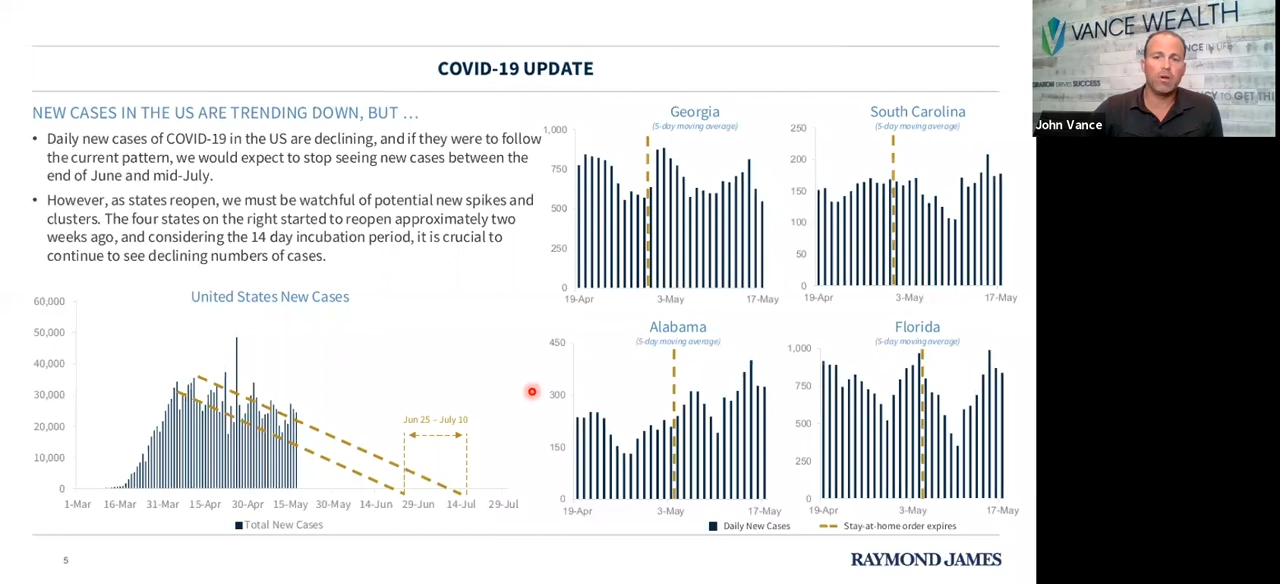 COVID-19 UPDATE
NEW CASES IN THE US ARE TRENDING DOWN, BUT …
• Daily new cases of COVID-19 in the US are declining, and if they were to follow
the current pattern, we would expect to stop seeing new cases between the
end of June and mid-July.
• However, as states reopen, we must be watchful of potential new spikes and
clusters. The four states on the right started to reopen approximately two
weeks ago, and considering the 14 day incubation period, it is crucial to
continue to see declining numbers of cases.
United States New Cases
60,000
50,000
40,000
30,000
20,000
10,000
0
Jun 25 – July 10
1-Mar 16-Mar 31-Mar 15-Apr 30-Apr 15-May 30-May 14-Jun 29-Jun 14-Jul 29-Jul
Total New Cases
Georgia
(5-day moving average)
1,000
750
500
250
0
19-Apr 3-May 17-May
South Carolina
(5-day moving average)
250
200
150
100
50
0
19-Apr 3-May 17-May
Alabama
(5-day moving average)
450
300
150
0
19-Apr 3-May 17-May
Florida
(5-day moving average)
1,000
750
500
250
0
19-Apr 3-May 17-May
Daily New Cases Stay-at-home order expires
5
RAYMOND JAMES
VANCE WEALTH
IN LIFE
DRIVES SUCCESS
TO GET
John Vance